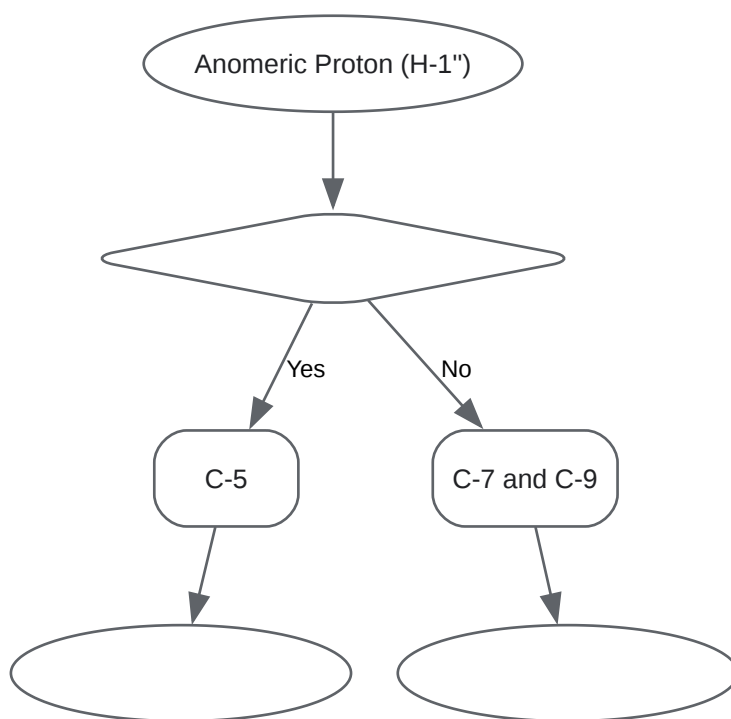 Anomeric Proton (H-1")
Yes
No
C-5
C-7 and C-9